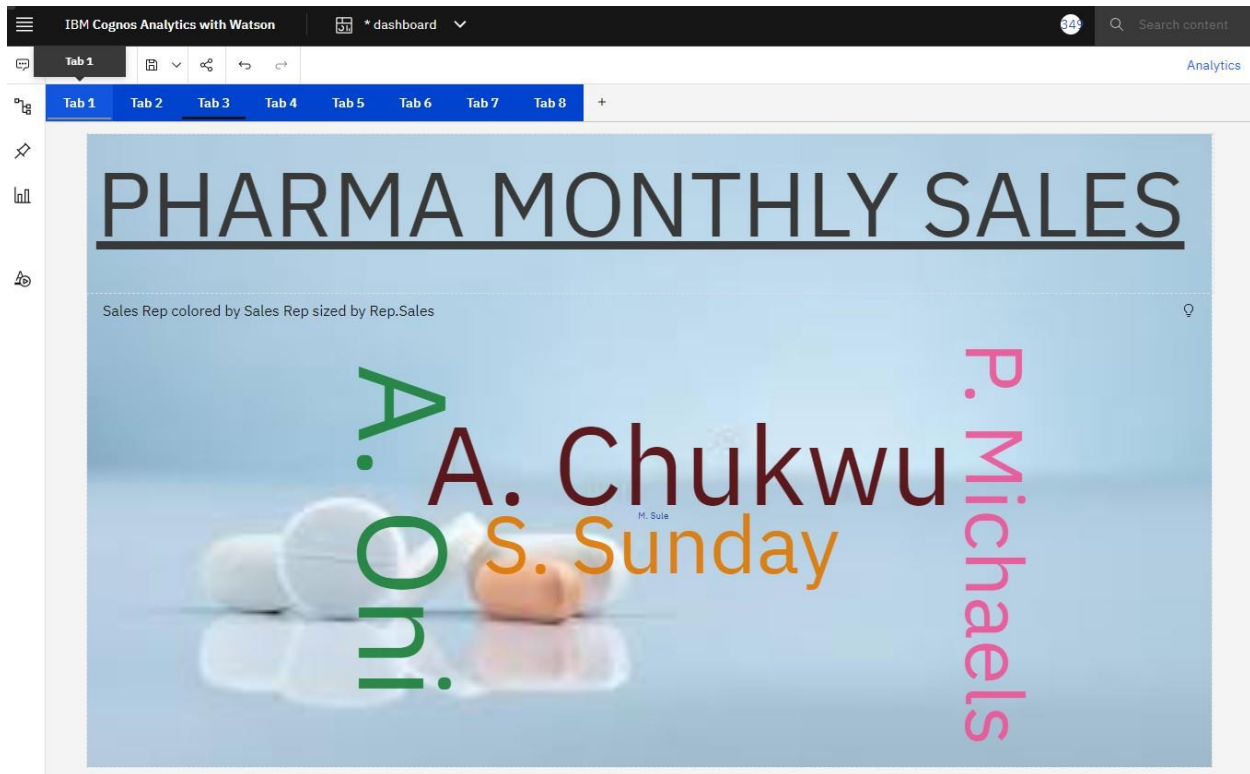 IBM Cognos Analytics with Watson
* dashboard
349
Search content
Tab 1
Analytics
Tab 1 Tab 2 Tab 3 Tab 4 Tab 5 Tab 6 Tab 7 Tab 8 +
PHARMA MONTHLY SALES
Sales Rep colored by Sales Rep sized by Rep.Sales
A. Oni
A. Chukwu
M. Sule
S. Sunday
P. Michaels